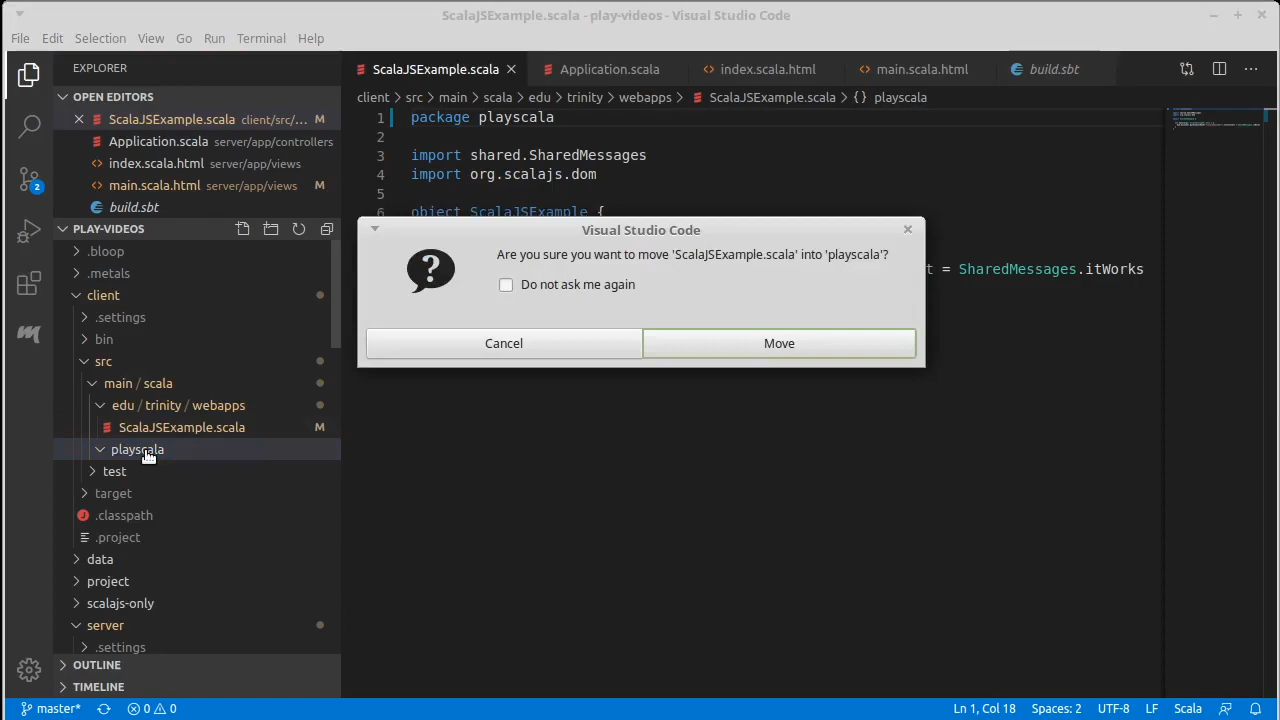 ScalaJSExample.scala - play-videos - Visual Studio Code
File Edit Selection View Go Run Terminal Help
EXPLORER
ScalaJSExample.scala Application.scala index.scala.html main.scala.html build.sbt
OPEN EDITORS
client > src > main > scala > edu > trinity > webapps > ScalaJSExample.scala > {} playscala
ScalaJSExample.scala client/src/... M
Application.scala server/app/controllers
index.scala.html server/app/views
main.scala.html server/app/views M
build.sbt
PLAY-VIDEOS
.bloop
.metals
client
.settings
bin
src
main / scala
edu / trinity / webapps
ScalaJSExample.scala M
playscala
test
target
.classpath
.project
data
project
scalajs-only
server
.settings
OUTLINE
TIMELINE
1 package playscala
2
3 import shared.SharedMessages
4 import org.scalajs.dom
5
6 object ScalaJSExample {
t = SharedMessages.itWorks
Visual Studio Code
Are you sure you want to move 'ScalaJSExample.scala' into 'playscala'?
Do not ask me again
Cancel Move
2
master* 0 0 Ln 1, Col 18 Spaces: 2 UTF-8 LF Scala